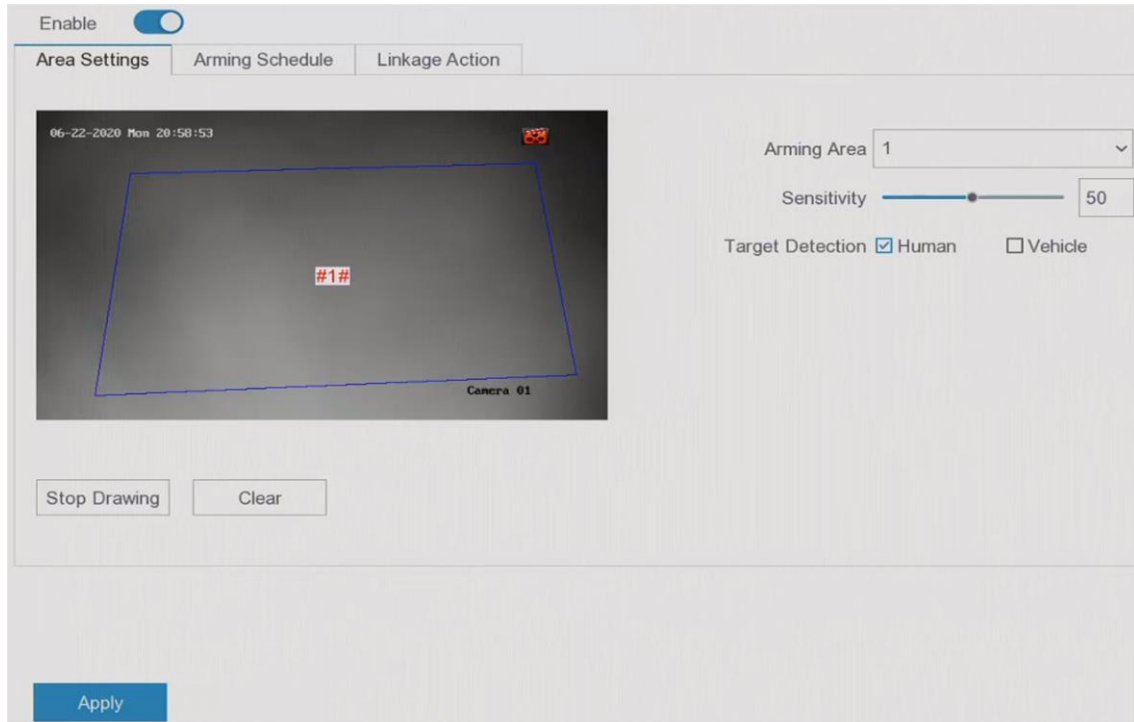 Enable
Area Settings Arming Schedule Linkage Action
06-22-2020 Mon 20:58:53
Arming Area 1
Sensitivity 50
Target Detection Human Vehicle
#1#
Camera 01
Stop Drawing Clear
Apply